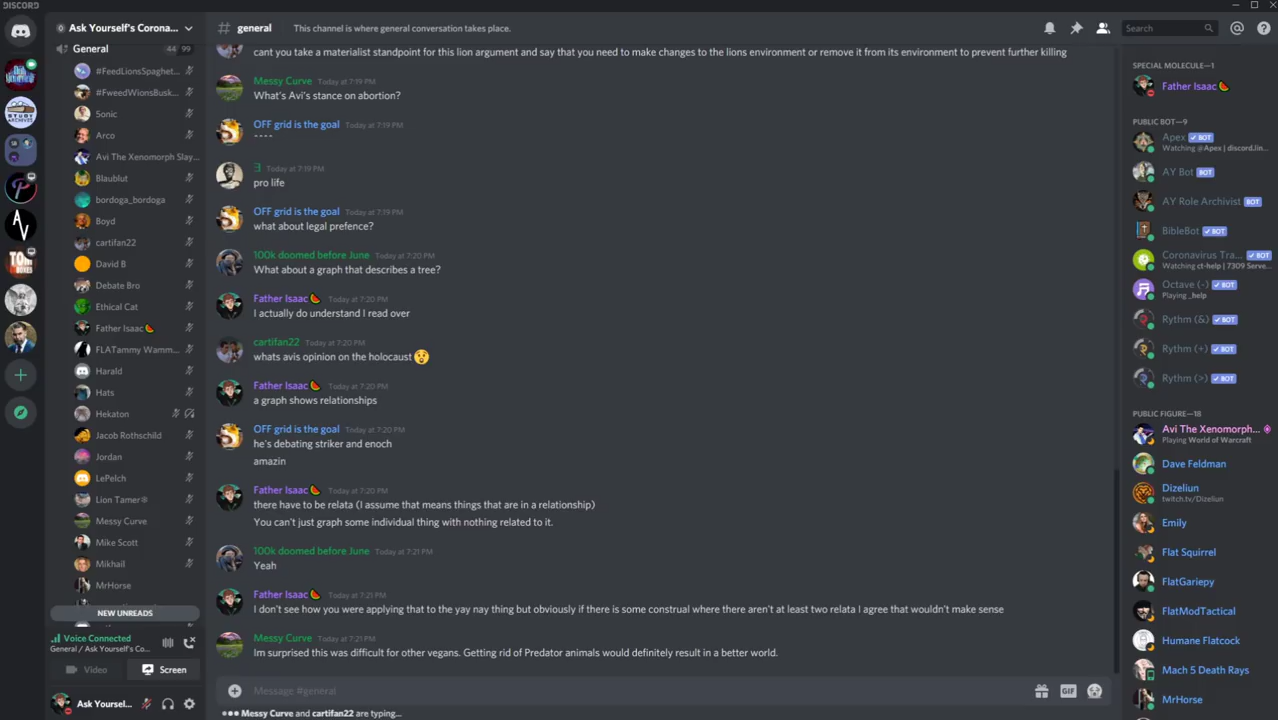 DISCORD
Ask Yourself's Corona...
General
44 99
#FeedLionsSpaghet...
#FweedWionsBusk...
Sonic
Arco
Avi The Xenomorph Slay...
Blaublut
bordoga_bordoga
Boyd
cartifan22
David B
Debate Bro
Ethical Cat
Father Isaac🍉
FLATammy Wamm...
Harald
Hats
Hekaton
Jacob Rothschild
Jordan
LePelch
Lion Tamer⚛
Messy Curve
Mike Scott
Mikhail
MrHorse
NEW UNREADS
Voice Connected
General / Ask Yourself's Co...
Video
Screen
Ask Yoursel...
# general
This channel is where general conversation takes place.
Search
cant you take a materialist standpoint for this lion argument and say that you need to make changes to the lions environment or remove it from its environment to prevent further killing
Messy Curve Today at 7:19 PM
What's Avi's stance on abortion?
OFF grid is the goal Today at 7:19 PM
----
Ǝ Today at 7:19 PM
pro life
OFF grid is the goal Today at 7:19 PM
what about legal prefence?
100k doomed before June Today at 7:20 PM
What about a graph that describes a tree?
Father Isaac🍉 Today at 7:20 PM
I actually do understand I read over
cartifan22 Today at 7:20 PM
whats avis opinion on the holocaust 😲
Father Isaac🍉 Today at 7:20 PM
a graph shows relationships
OFF grid is the goal Today at 7:20 PM
he's debating striker and enoch
amazin
Father Isaac🍉 Today at 7:20 PM
there have to be relata (I assume that means things that are in a relationship)
You can't just graph some individual thing with nothing related to it.
100k doomed before June Today at 7:21 PM
Yeah
Father Isaac🍉 Today at 7:21 PM
I don't see how you were applying that to the yay nay thing but obviously if there is some construal where there aren't at least two relata I agree that wouldn't make sense
Messy Curve Today at 7:21 PM
Im surprised this was difficult for other vegans. Getting rid of Predator animals would definitely result in a better world.
Message #general
GIF
Messy Curve and cartifan22 are typing...
SPECIAL MOLECULE—1
Father Isaac🍉
PUBLIC BOT—9
Apex BOT
Watching @Apex | discordJin...
AY Bot BOT
AY Role Archivist BOT
BibleBot BOT
Coronavirus Tra... BOT
Watching ct-help | 7309 Serve...
Octave (-) BOT
Playing _help
Rythm (&) BOT
Rythm (+) BOT
Rythm (>) BOT
PUBLIC FIGURE—18
Avi The Xenomorph...
Playing World of Warcraft
Dave Feldman
Dizeliun
twitch.tv/Dizeliun
Emily
Flat Squirrel
FlatGariepy
FlatModTactical
Humane Flatcock
Mach 5 Death Rays
MrHorse